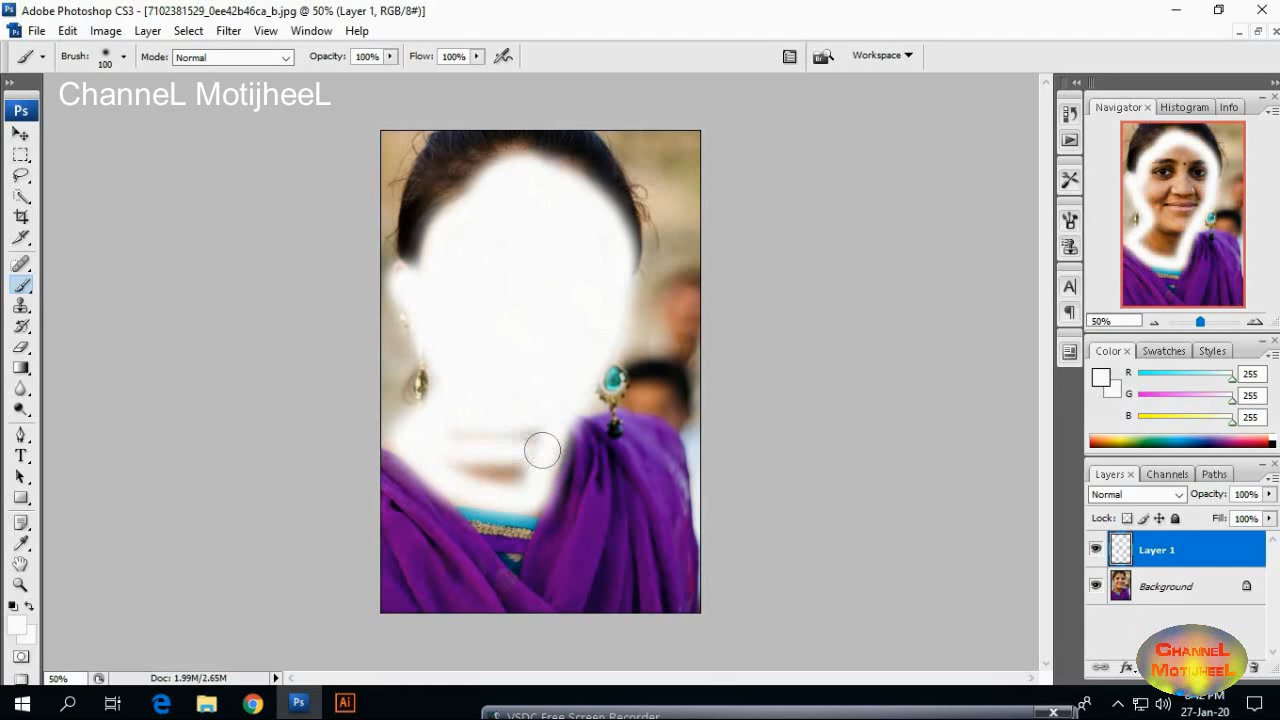 Adobe Photoshop CS3 - [7102381529_0ee42b46ca_b.jpg @ 50% (Layer 1, RGB/8#)]
File Edit Image Layer Select Filter View Window Help
Brush: 100 Mode: Normal Opacity: 100% Flow: 100% Workspace
ChanneL MotijheeL
Ps
Navigator Histogram Info
50%
Color Swatches Styles
R 255
G 255
B 255
Layers Channels Paths
Normal Opacity: 100%
Lock: Fill: 100%
Layer 1
Background
ChanneL
MotijheeL
50% Doc: 1.99M/2.65M
Ps Ai
VSDC Free Screen Recorder
27-Jan-20